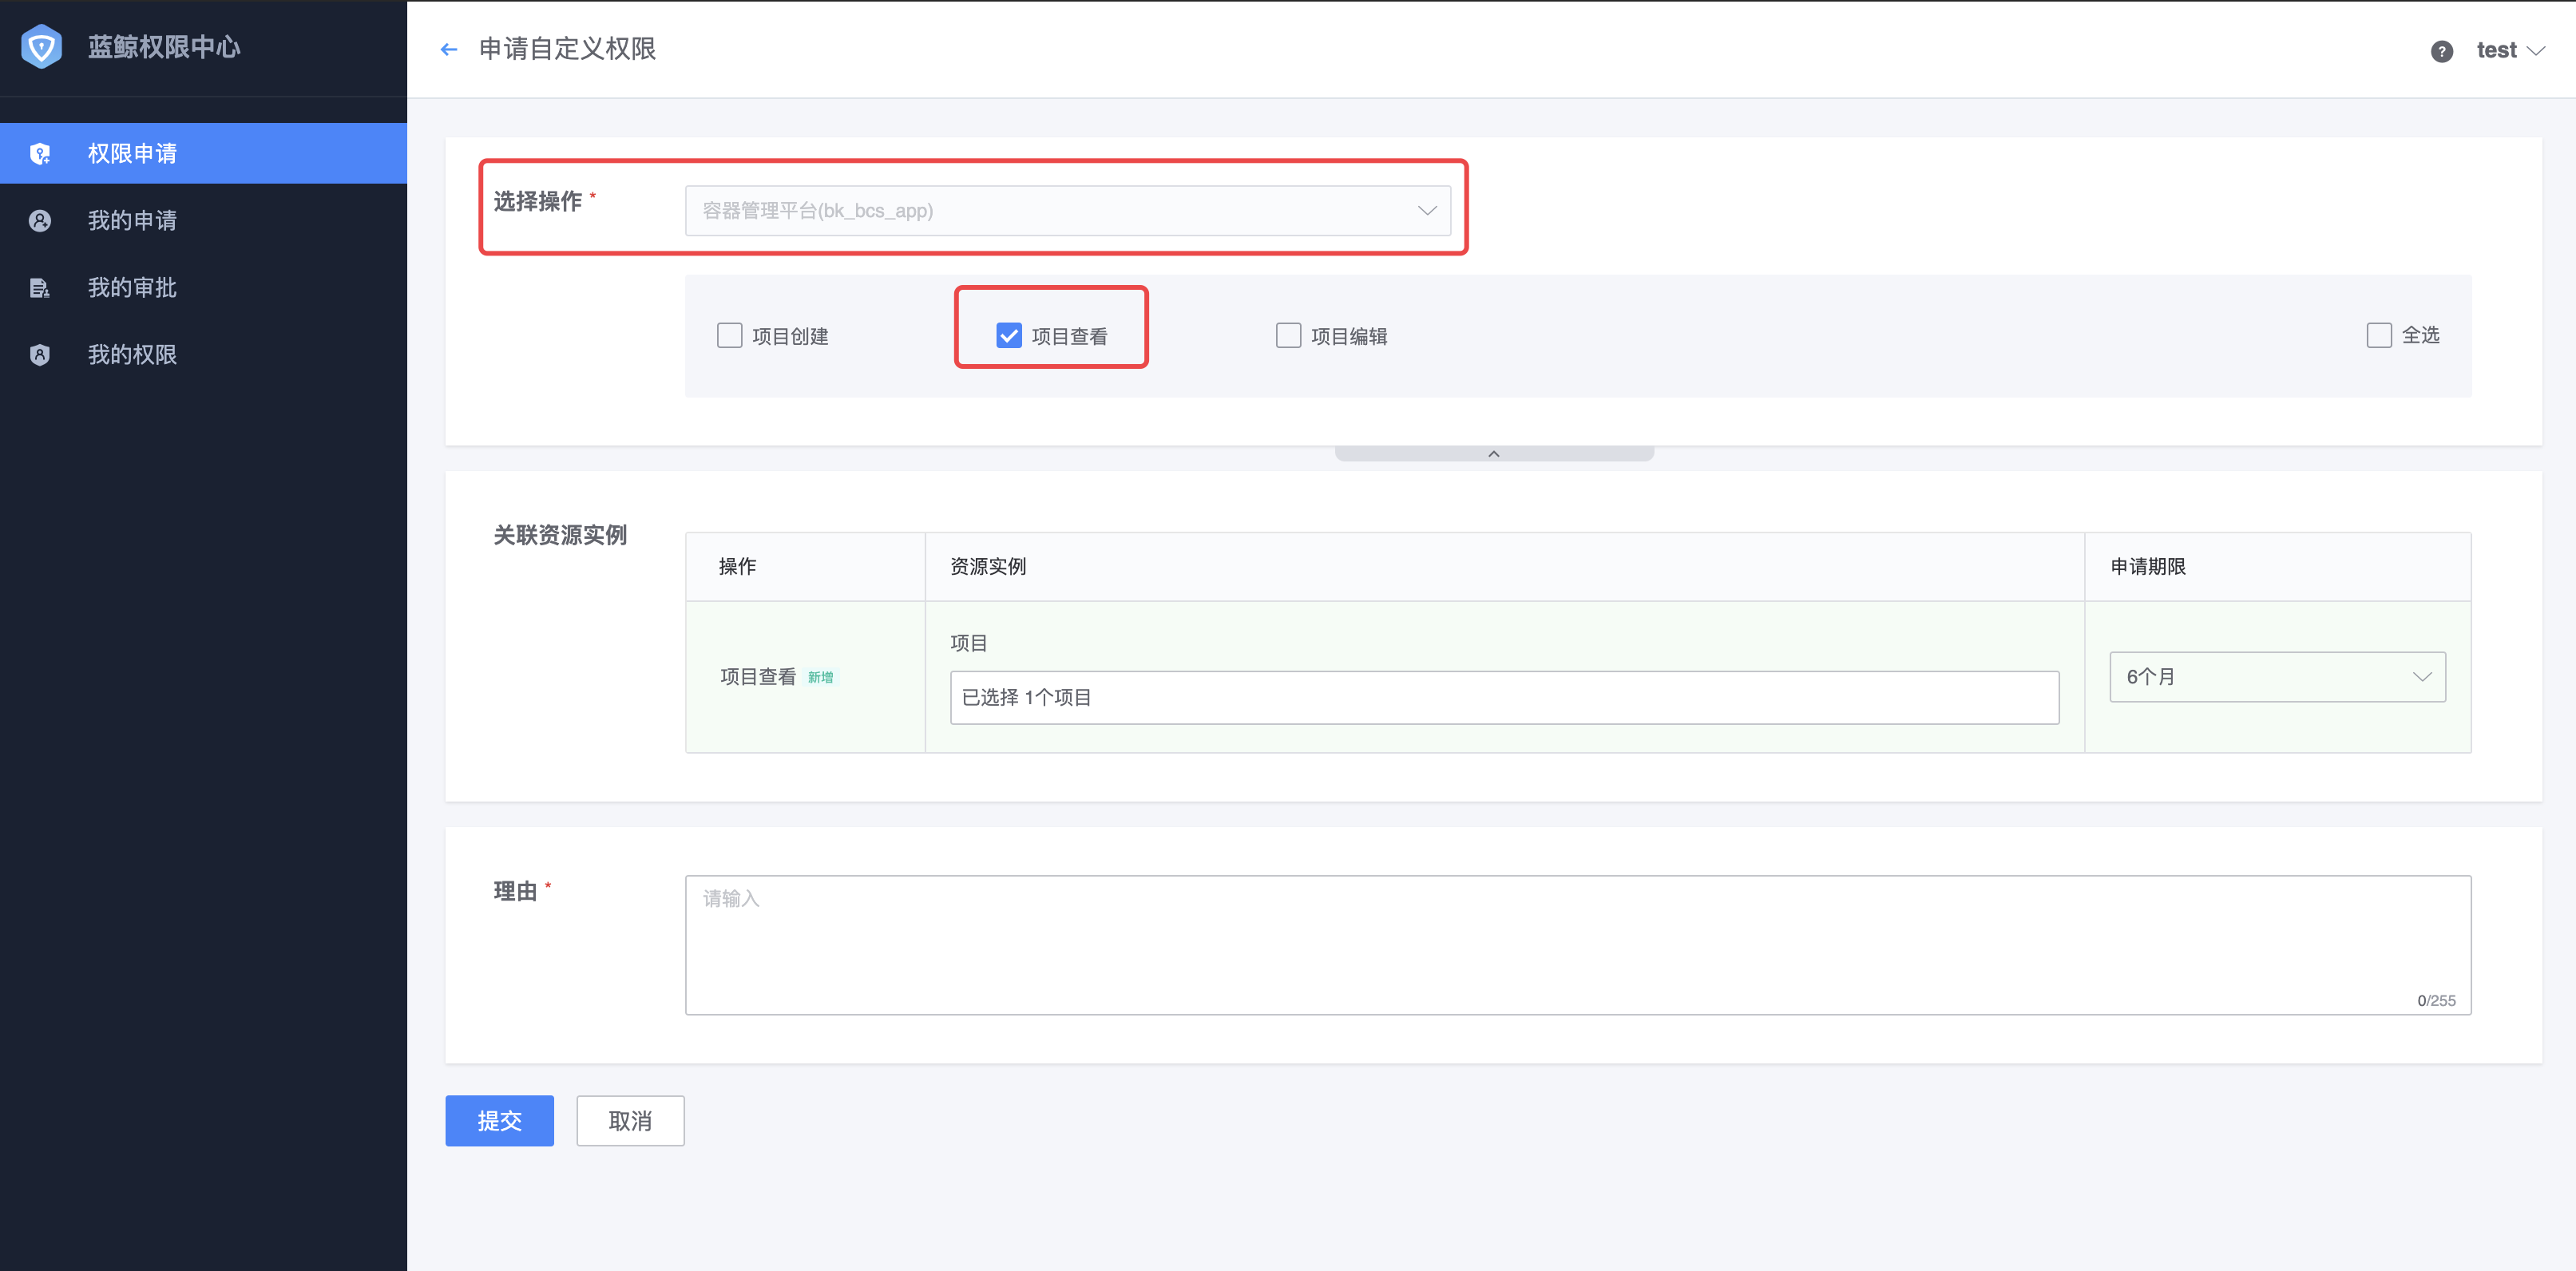 蓝鲸权限中心
申请自定义权限
? test
权限申请
我的申请
我的审批
我的权限
选择操作 *
容器管理平台(bk_bcs_app)
项目创建
项目查看
项目编辑
全选
关联资源实例
操作
资源实例
申请期限
项目查看 新增
项目
已选择 1个项目
6个月
理由 *
请输入
0/255
提交
取消